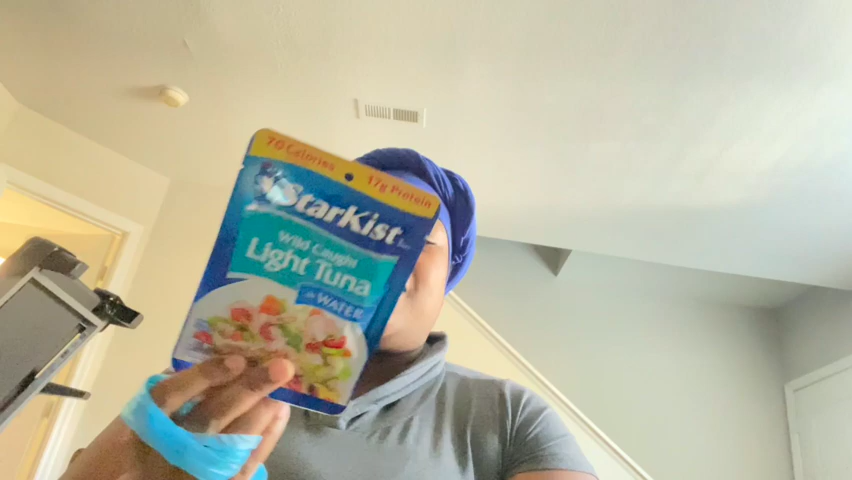 70 Calories • 17g Protein
StarKist
Wild Caught
Light Tuna
in WATER